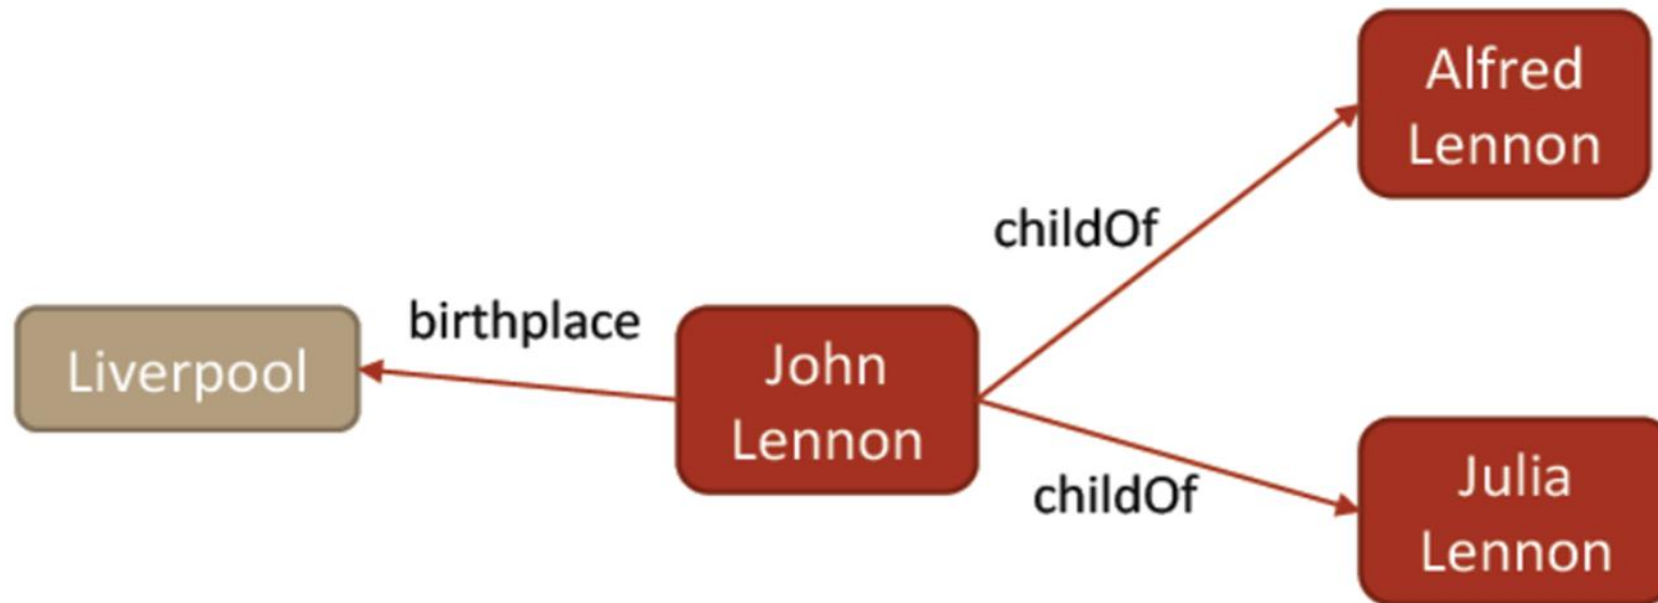 Alfred
Lennon
childOf
birthplace
Liverpool
John
Lennon
childOf
Julia
Lennon